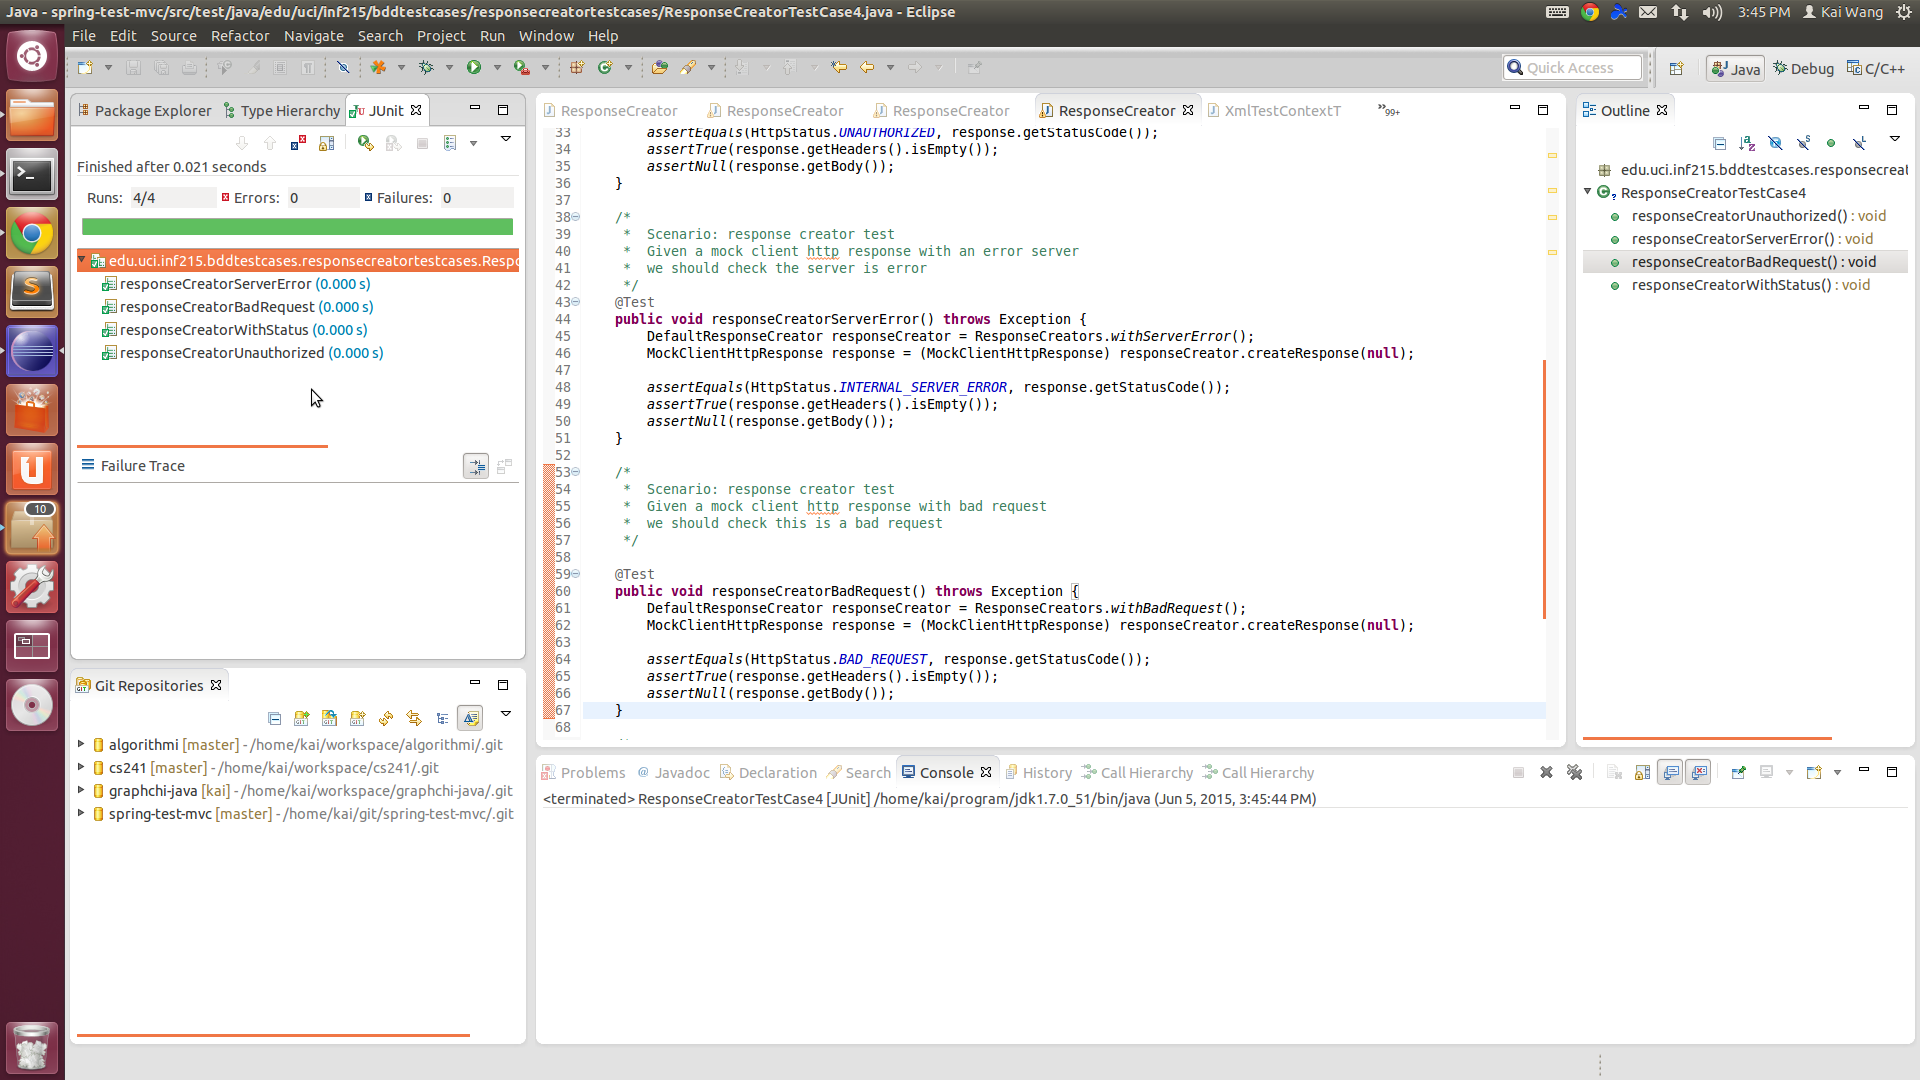 Java - spring-test-mvc/src/test/java/edu/uci/inf215/bddtestcases/responsecreatortestcases/ResponseCreatorTestCase4.java - Eclipse
3:45 PM
Kai Wang
File Edit Source Refactor Navigate Search Project Run Window Help
Quick Access
Java
Debug
C/C++
Package Explorer
Type Hierarchy
JUnit
Finished after 0.021 seconds
Runs: 4/4
Errors: 0
Failures: 0
edu.uci.inf215.bddtestcases.responsecreatortestcases.Respo
responseCreatorServerError (0.000 s)
responseCreatorBadRequest (0.000 s)
responseCreatorWithStatus (0.000 s)
responseCreatorUnauthorized (0.000 s)
Failure Trace
10
Git Repositories
algorithmi [master] - /home/kai/workspace/algorithmi/.git
cs241 [master] - /home/kai/workspace/cs241/.git
graphchi-java [kai] - /home/kai/workspace/graphchi-java/.git
spring-test-mvc [master] - /home/kai/git/spring-test-mvc/.git
ResponseCreator
ResponseCreator
ResponseCreator
ResponseCreator
XmlTestContextT
99+
33 assertEquals(HttpStatus.UNAUTHORIZED, response.getStatusCode());
34 assertTrue(response.getHeaders().isEmpty());
35 assertNull(response.getBody());
36 }
37
38 /*
39 * Scenario: response creator test
40 * Given a mock client http response with an error server
41 * we should check the server is error
42 */
43 @Test
44 public void responseCreatorServerError() throws Exception {
45 DefaultResponseCreator responseCreator = ResponseCreators.withServerError();
46 MockClientHttpResponse response = (MockClientHttpResponse) responseCreator.createResponse(null);
47
48 assertEquals(HttpStatus.INTERNAL_SERVER_ERROR, response.getStatusCode());
49 assertTrue(response.getHeaders().isEmpty());
50 assertNull(response.getBody());
51 }
52
53 /*
54 * Scenario: response creator test
55 * Given a mock client http response with bad request
56 * we should check this is a bad request
57 */
58
59 @Test
60 public void responseCreatorBadRequest() throws Exception {
61 DefaultResponseCreator responseCreator = ResponseCreators.withBadRequest();
62 MockClientHttpResponse response = (MockClientHttpResponse) responseCreator.createResponse(null);
63
64 assertEquals(HttpStatus.BAD_REQUEST, response.getStatusCode());
65 assertTrue(response.getHeaders().isEmpty());
66 assertNull(response.getBody());
67 }
68
Outline
edu.uci.inf215.bddtestcases.responsecreat
ResponseCreatorTestCase4
responseCreatorUnauthorized() : void
responseCreatorServerError() : void
responseCreatorBadRequest() : void
responseCreatorWithStatus() : void
Problems
@ Javadoc
Declaration
Search
Console
History
Call Hierarchy
Call Hierarchy
<terminated> ResponseCreatorTestCase4 [JUnit] /home/kai/program/jdk1.7.0_51/bin/java (Jun 5, 2015, 3:45:44 PM)